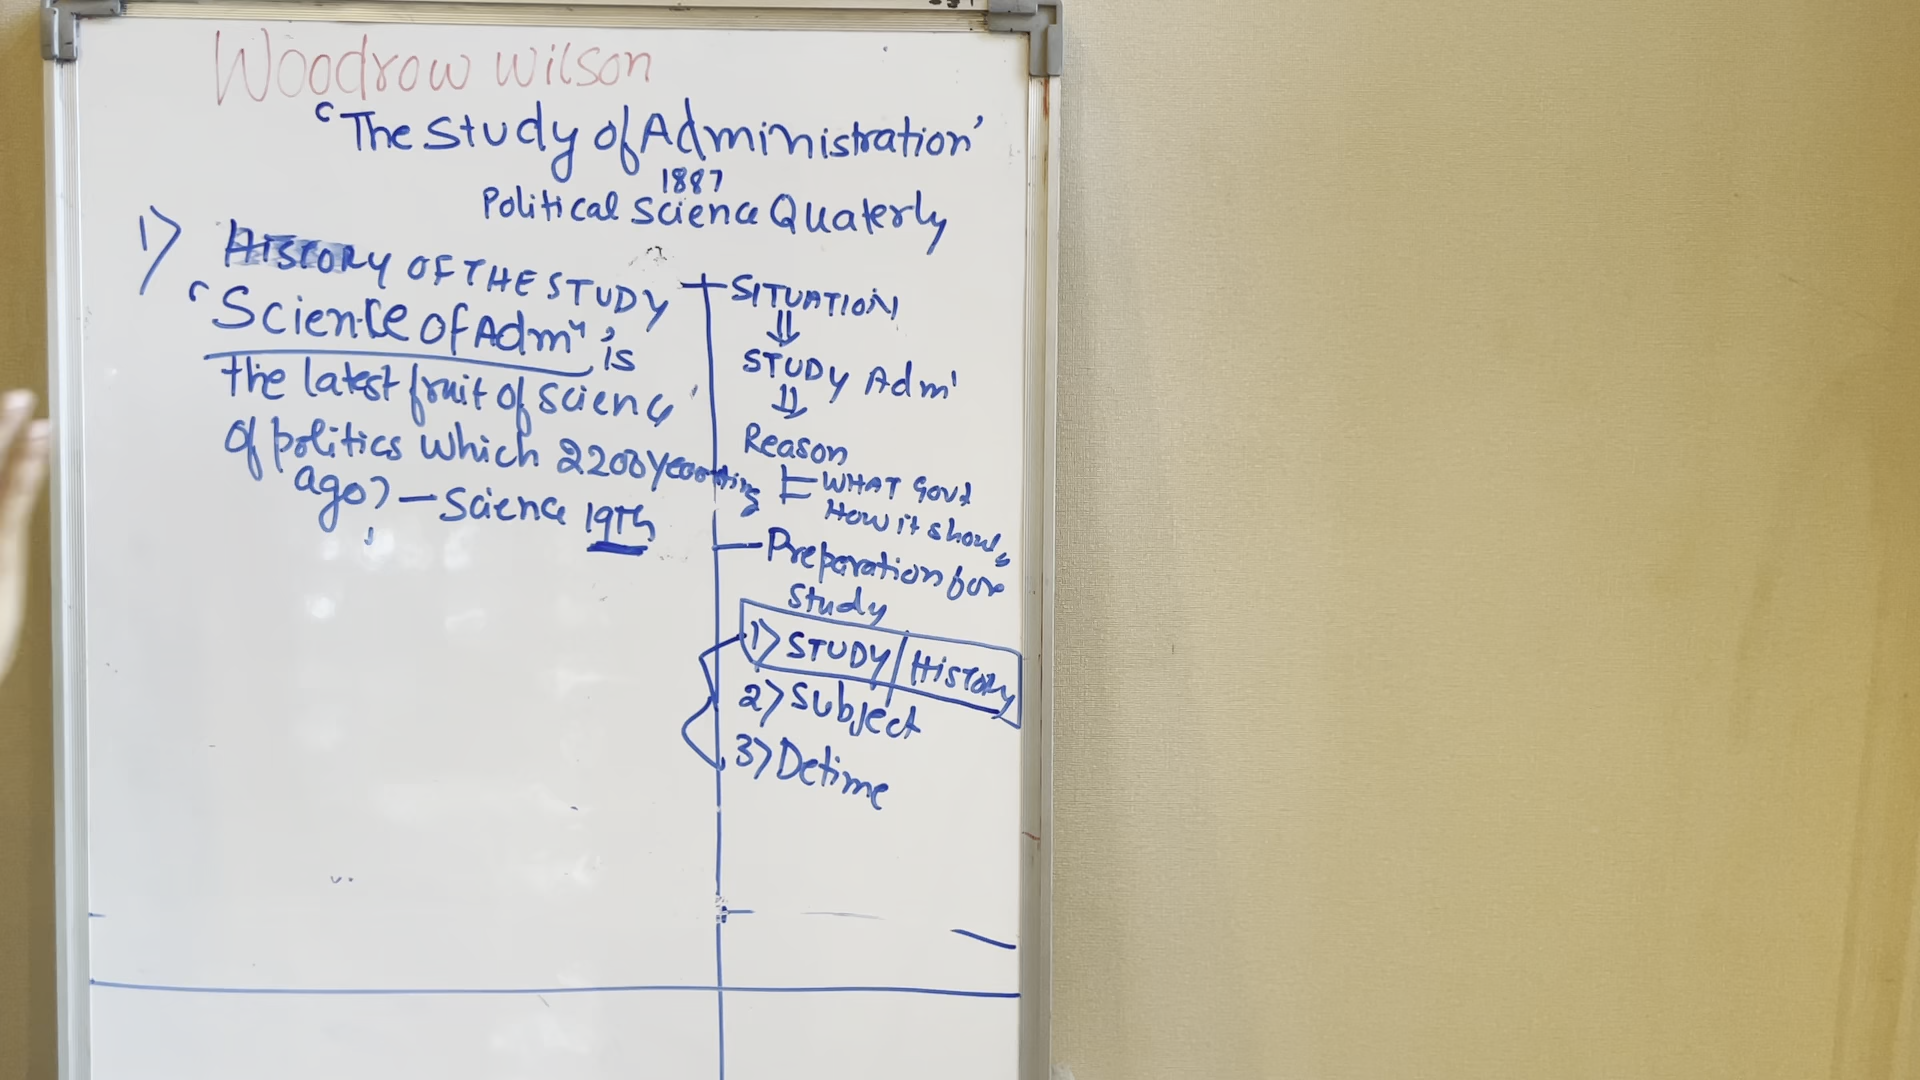 Woodrow Wilson
'The Study of Administration'
1887
Political Science Quaterly
1) HISTORY OF THE STUDY
'Science of Admn' is
the latest fruit of Science
of politics which 2200 years
ago' – Science 19Th
SITUATION
STUDY Adm'
Reason
WHAT Govt
How it should
Preparation for
Study
1) STUDY / HISTORY
2) Subject
3)